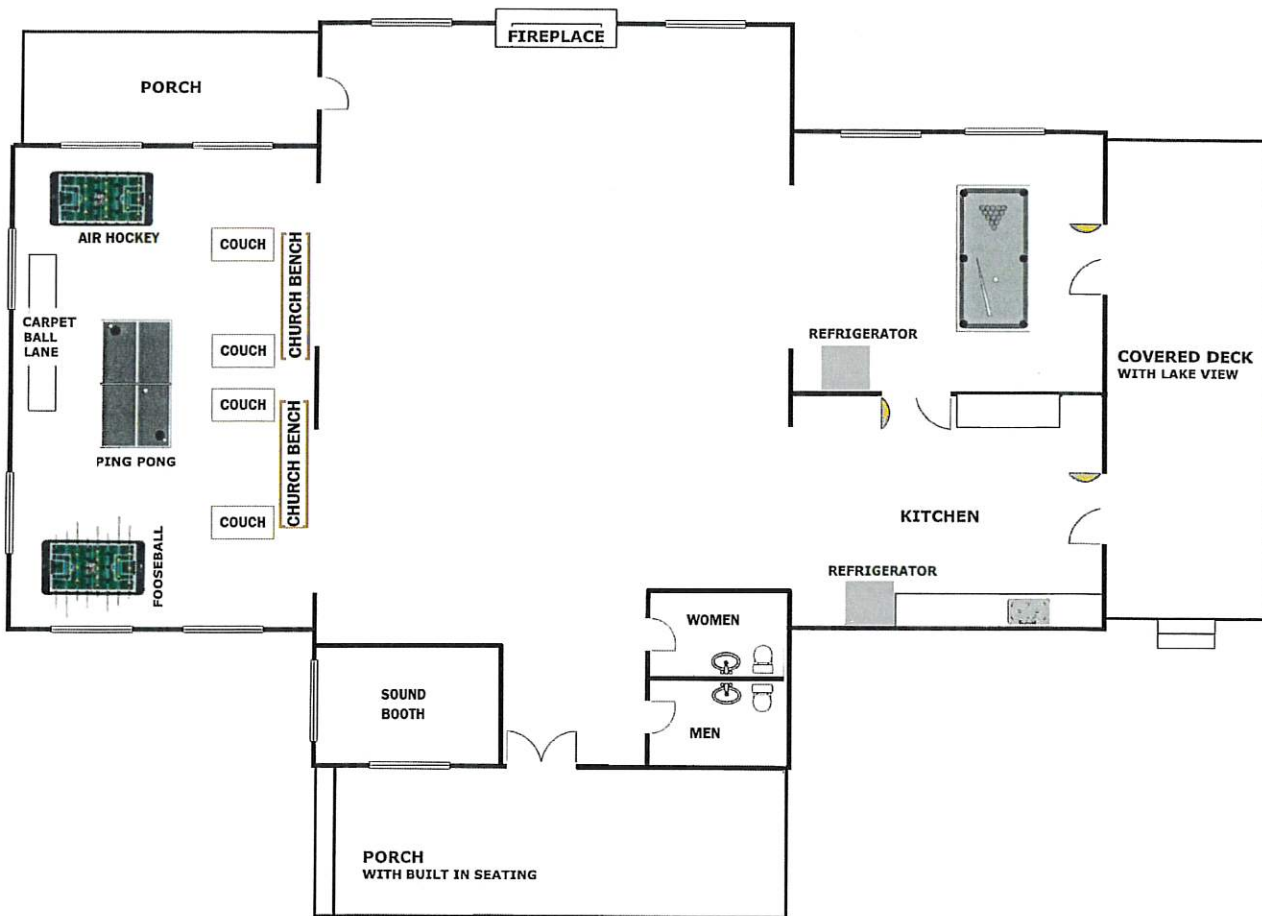 FIREPLACE
PORCH
AIR HOCKEY
COUCH
CHURCH BENCH
CARPET
BALL
LANE
COUCH
COUCH
PING PONG
CHURCH BENCH
COUCH
FOOSEBALL
REFRIGERATOR
COVERED DECK
WITH LAKE VIEW
KITCHEN
REFRIGERATOR
WOMEN
SOUND
BOOTH
MEN
PORCH
WITH BUILT IN SEATING